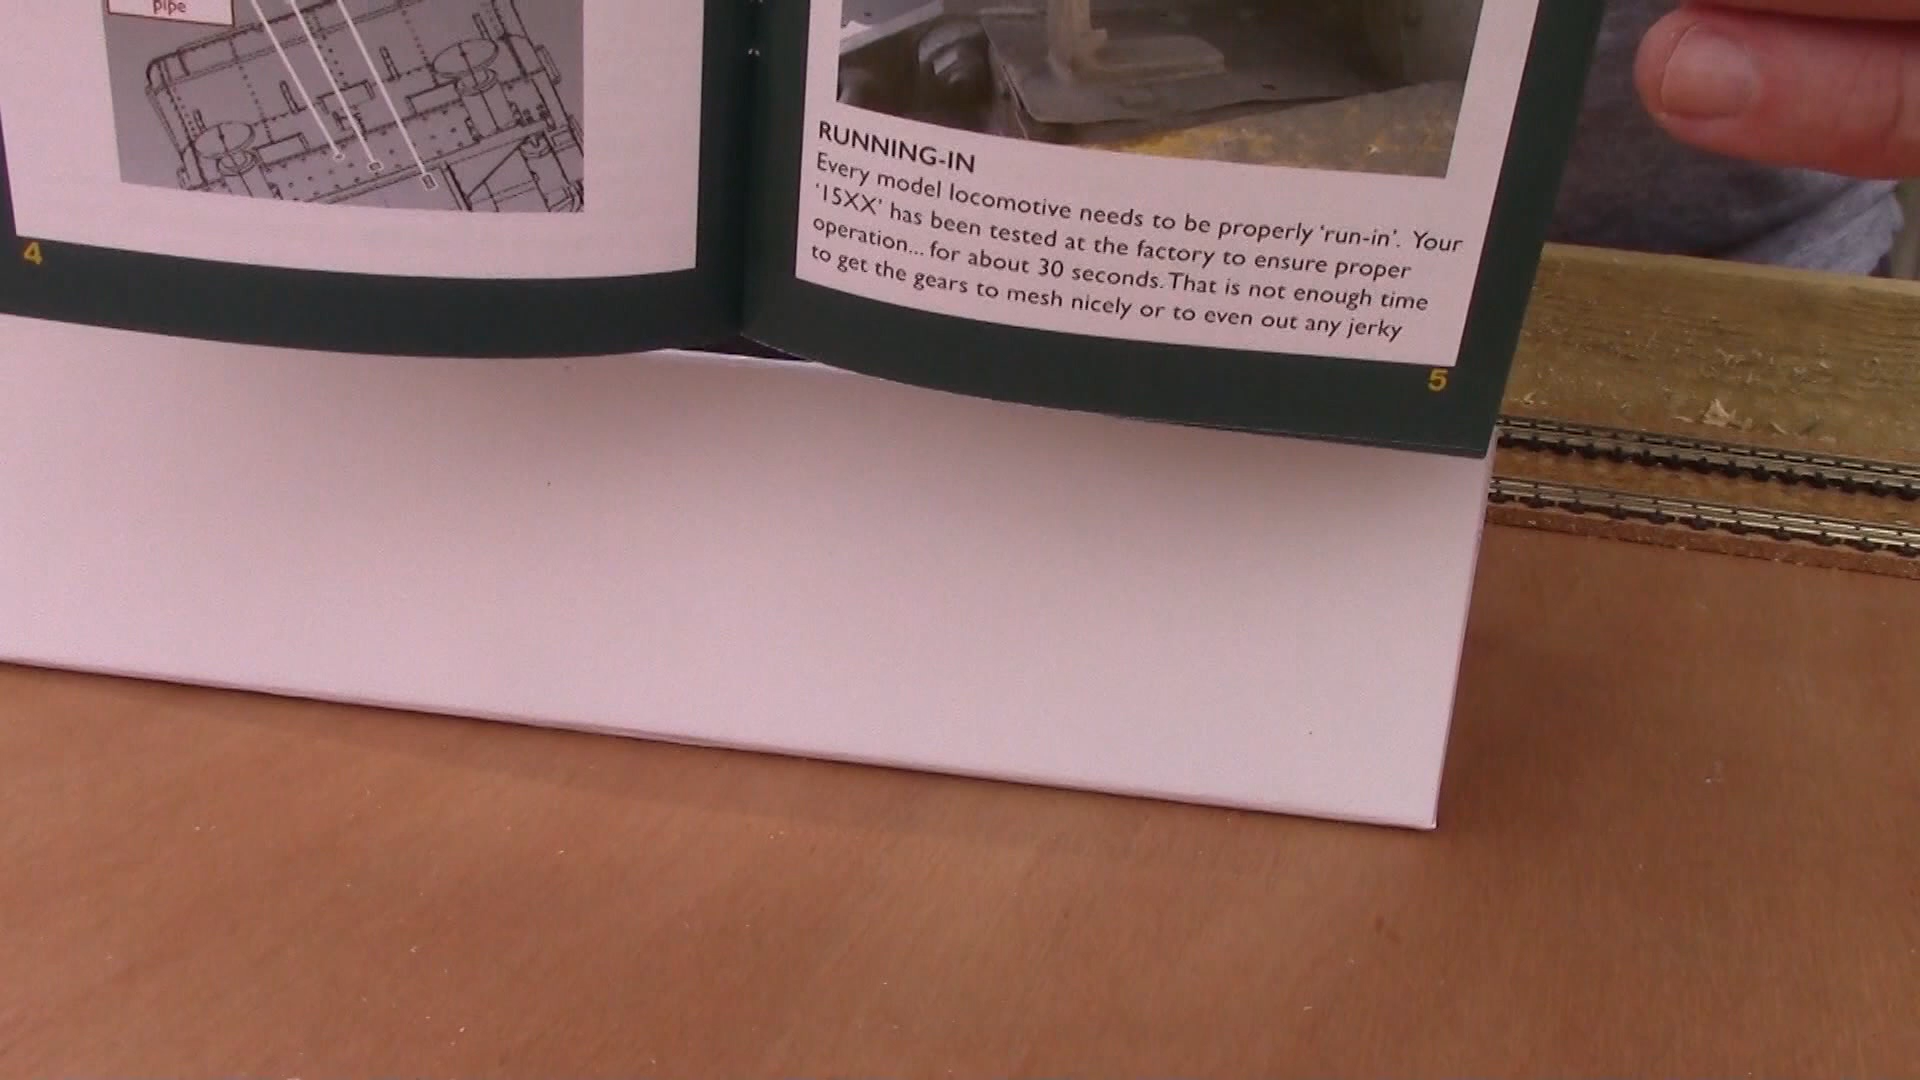 pipe
4
RUNNING-IN
Every model locomotive needs to be properly ‘run-in’. Your
‘15XX’ has been tested at the factory to ensure proper
operation... for about 30 seconds. That is not enough time
to get the gears to mesh nicely or to even out any jerky
5